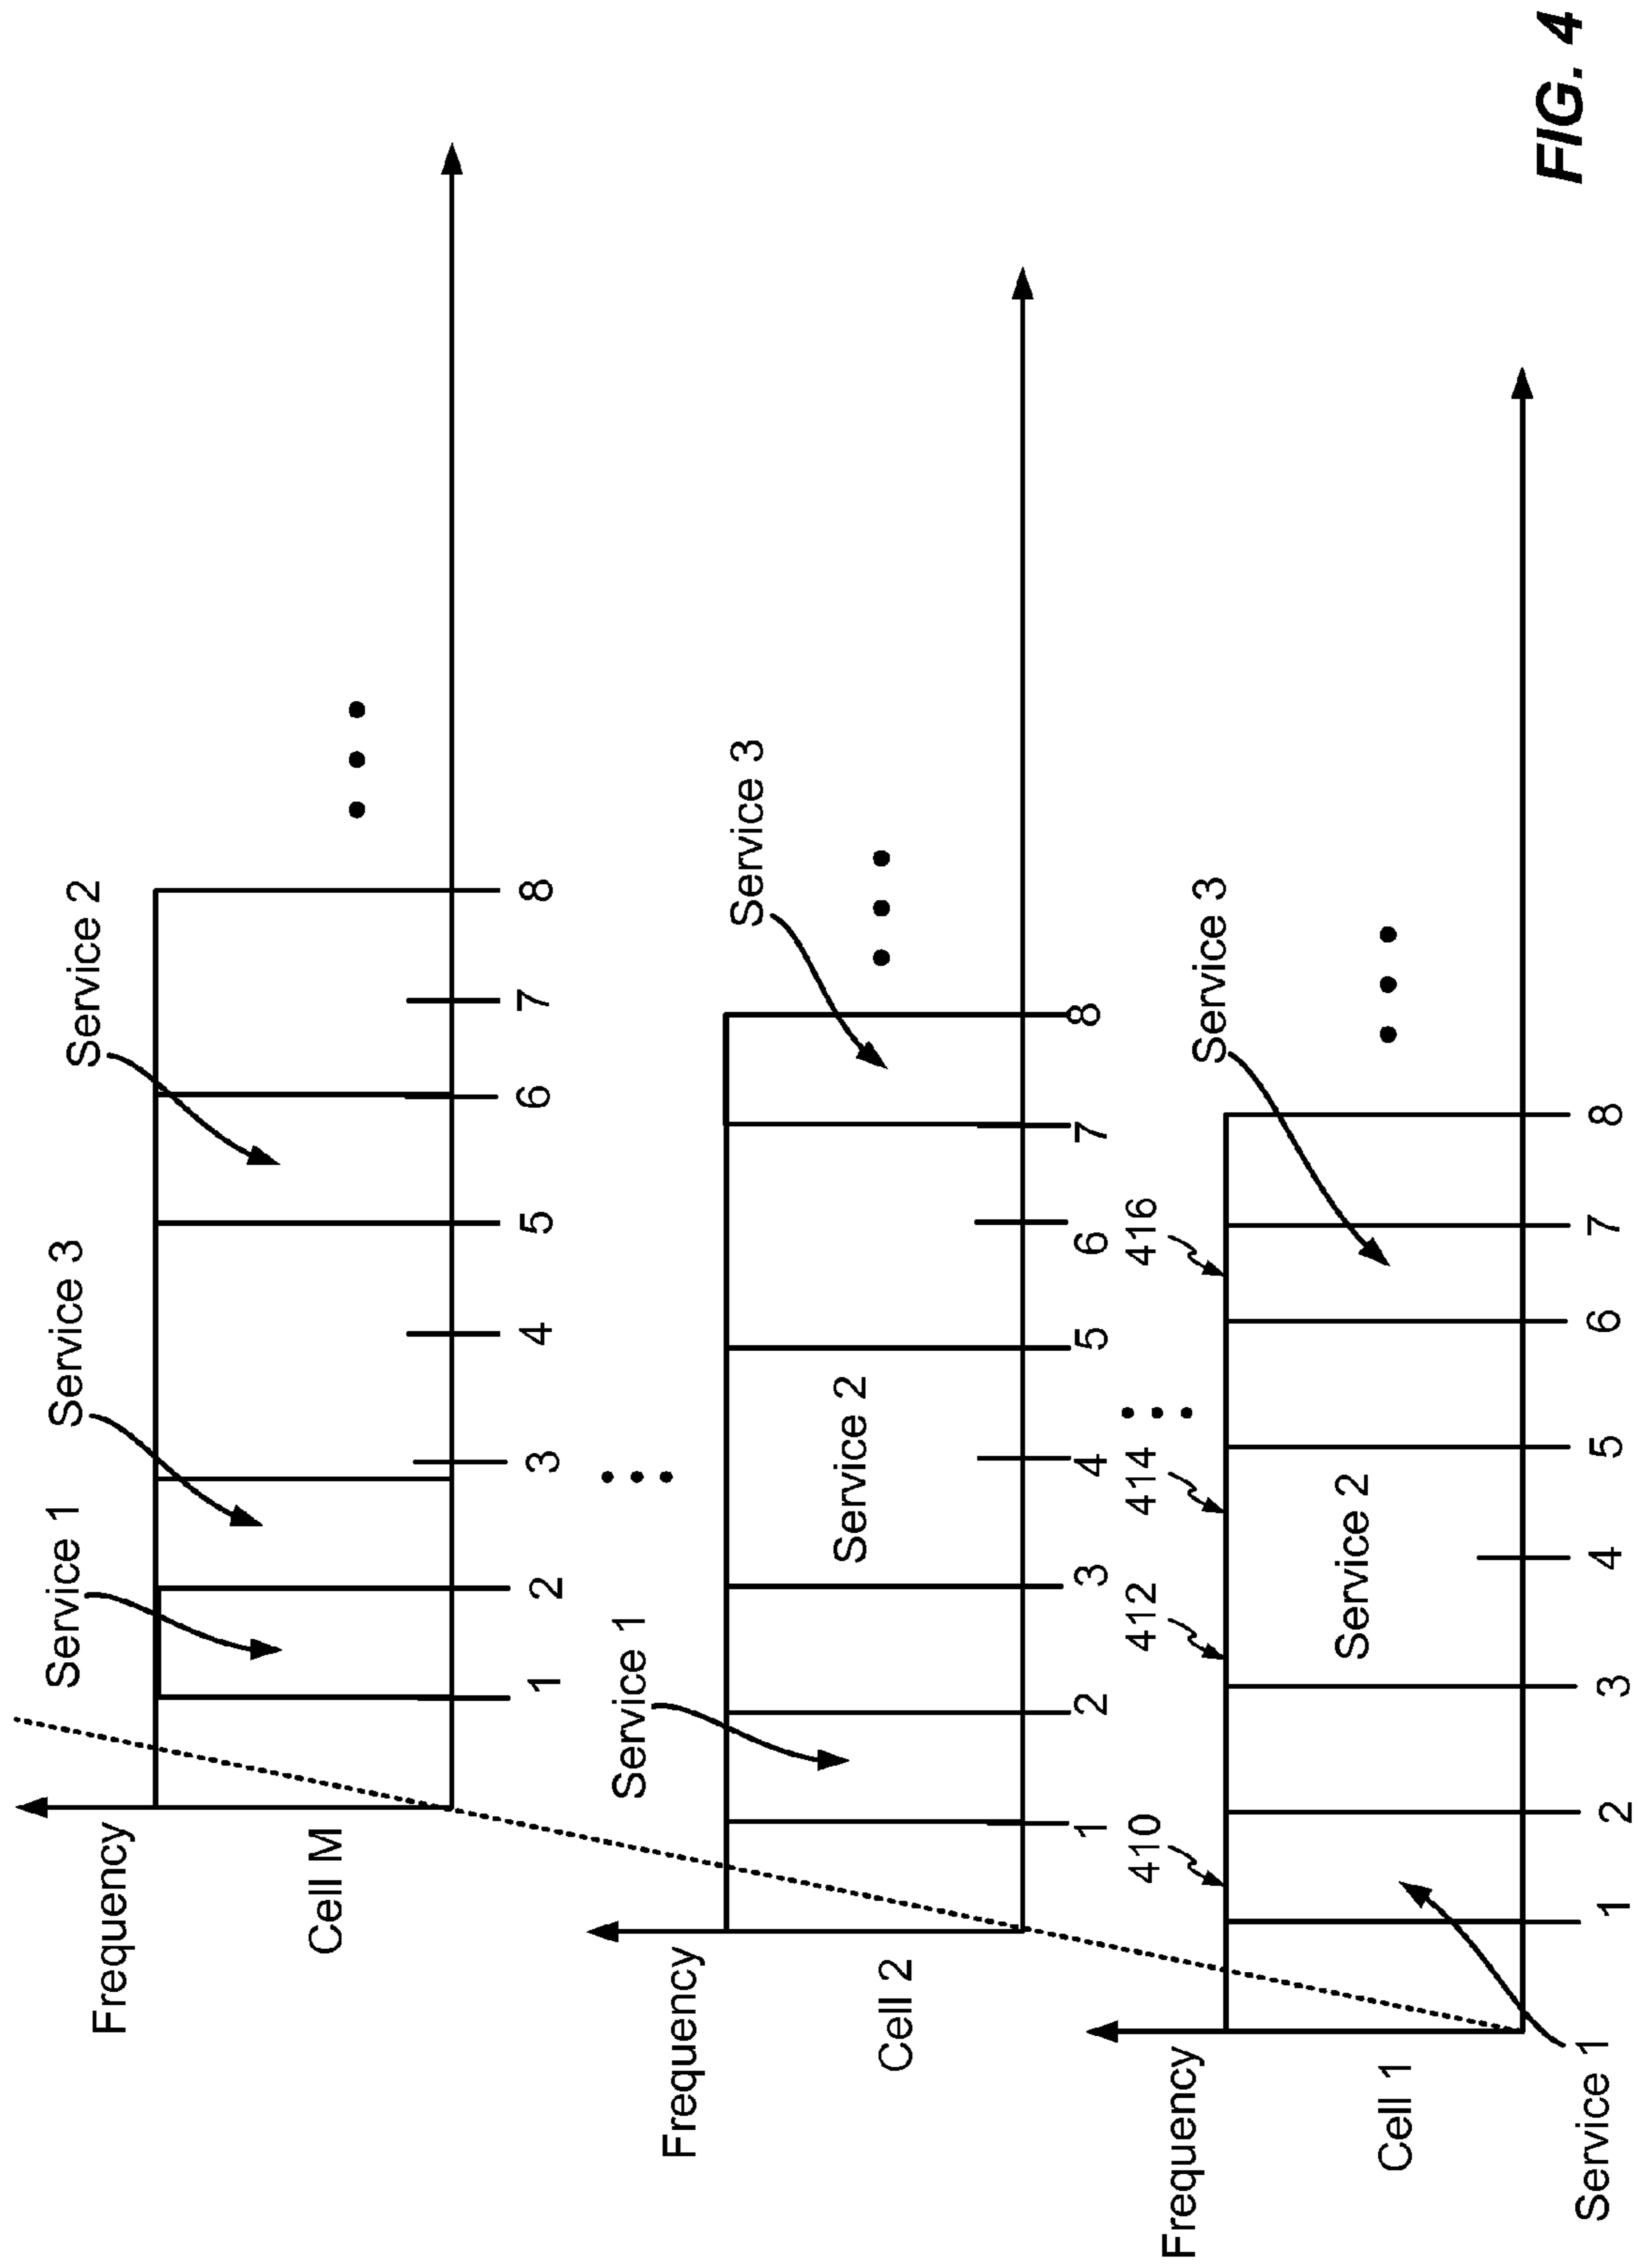 Service 1
Service 3
Service 2
Frequency
Cell M
1 2 3 4 5 6 7 8
Service 1
Service 3
Frequency
Cell 2
Service 2
1 2 3 4 5 6 7 8
410 412 414 416
Service 3
Frequency
Cell 1
Service 2
1 2 3 4 5 6 7 8
Service 1
FIG. 4